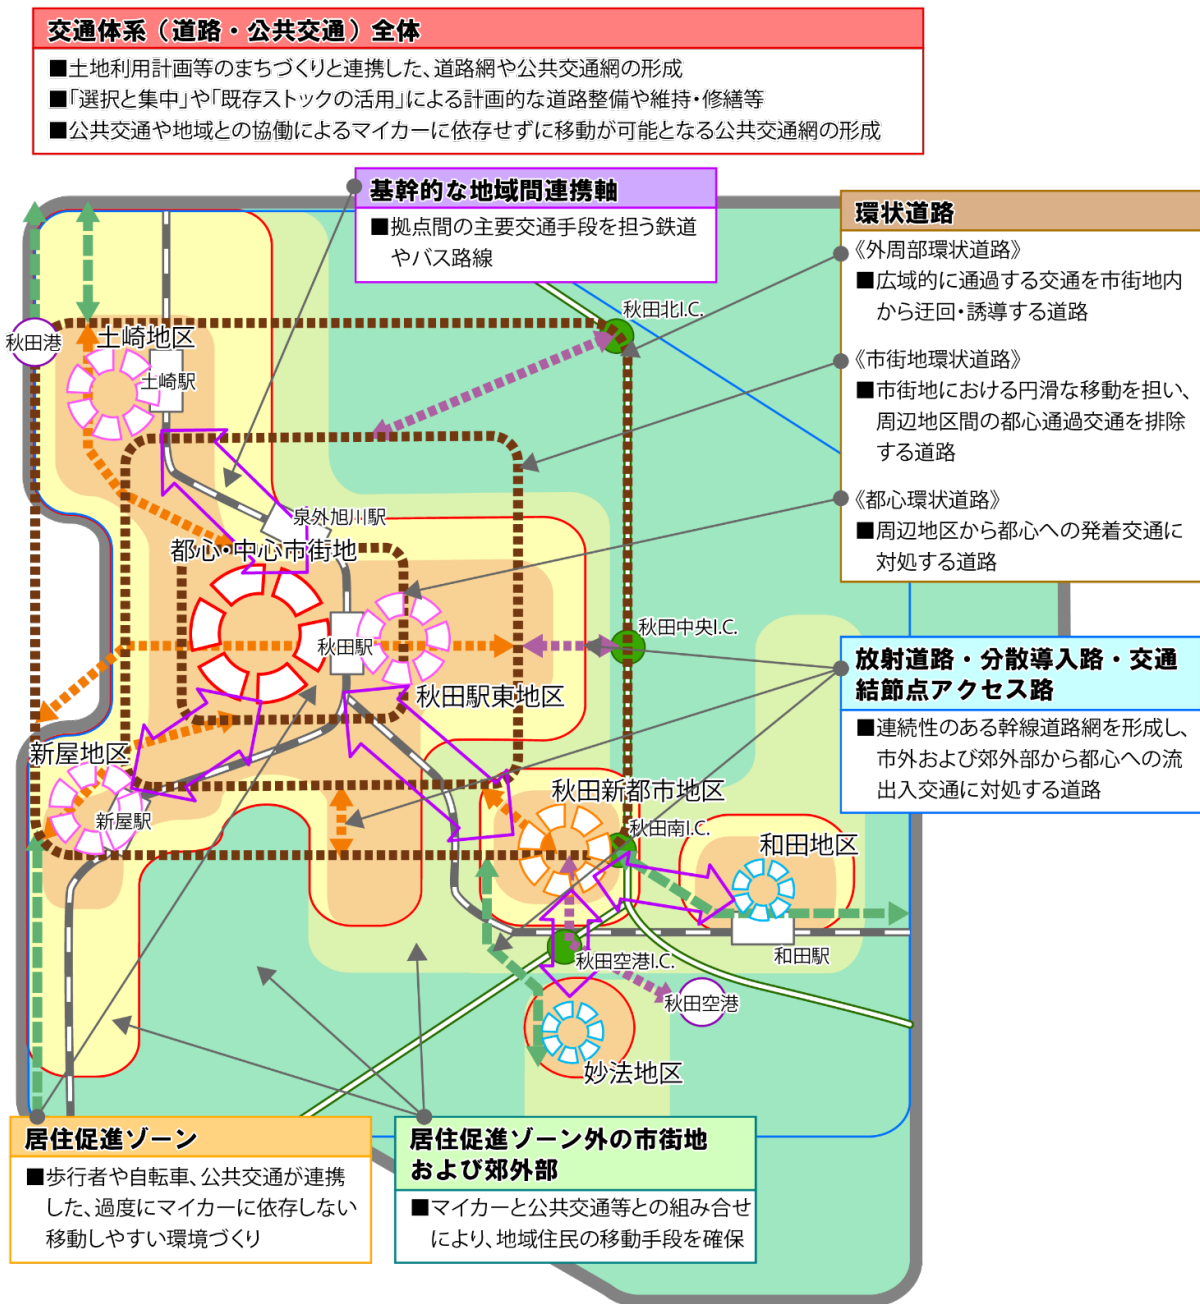 交通体系（道路・公共交通）全体
■土地利用計画等のまちづくりと連携した、道路網や公共交通網の形成
■「選択と集中」や「既存ストックの活用」による計画的な道路整備や維持・修繕等
■公共交通や地域との協働によるマイカーに依存せずに移動が可能となる公共交通網の形成
基幹的な地域間連携軸
■拠点間の主要交通手段を担う鉄道
やバス路線
環状道路
《外周部環状道路》
■広域的に通過する交通を市街地内
から迂回・誘導する道路
《市街地環状道路》
■市街地における円滑な移動を担い、
周辺地区間の都心通過交通を排除
する道路
《都心環状道路》
■周辺地区から都心への発着交通に
対処する道路
秋田北I.C.
秋田港
土崎地区
土崎駅
泉外旭川駅
都心・中心市街地
秋田駅
秋田中央I.C.
秋田駅東地区
放射道路・分散導入路・交通
結節点アクセス路
■連続性のある幹線道路網を形成し、
市外および郊外部から都心への流
出入交通に対処する道路
新屋地区
新屋駅
秋田新都市地区
秋田南I.C.
和田地区
和田駅
秋田空港I.C.
秋田空港
妙法地区
居住促進ゾーン
■歩行者や自転車、公共交通が連携
した、過度にマイカーに依存しない
移動しやすい環境づくり
居住促進ゾーン外の市街地
および郊外部
■マイカーと公共交通等との組み合せ
により、地域住民の移動手段を確保